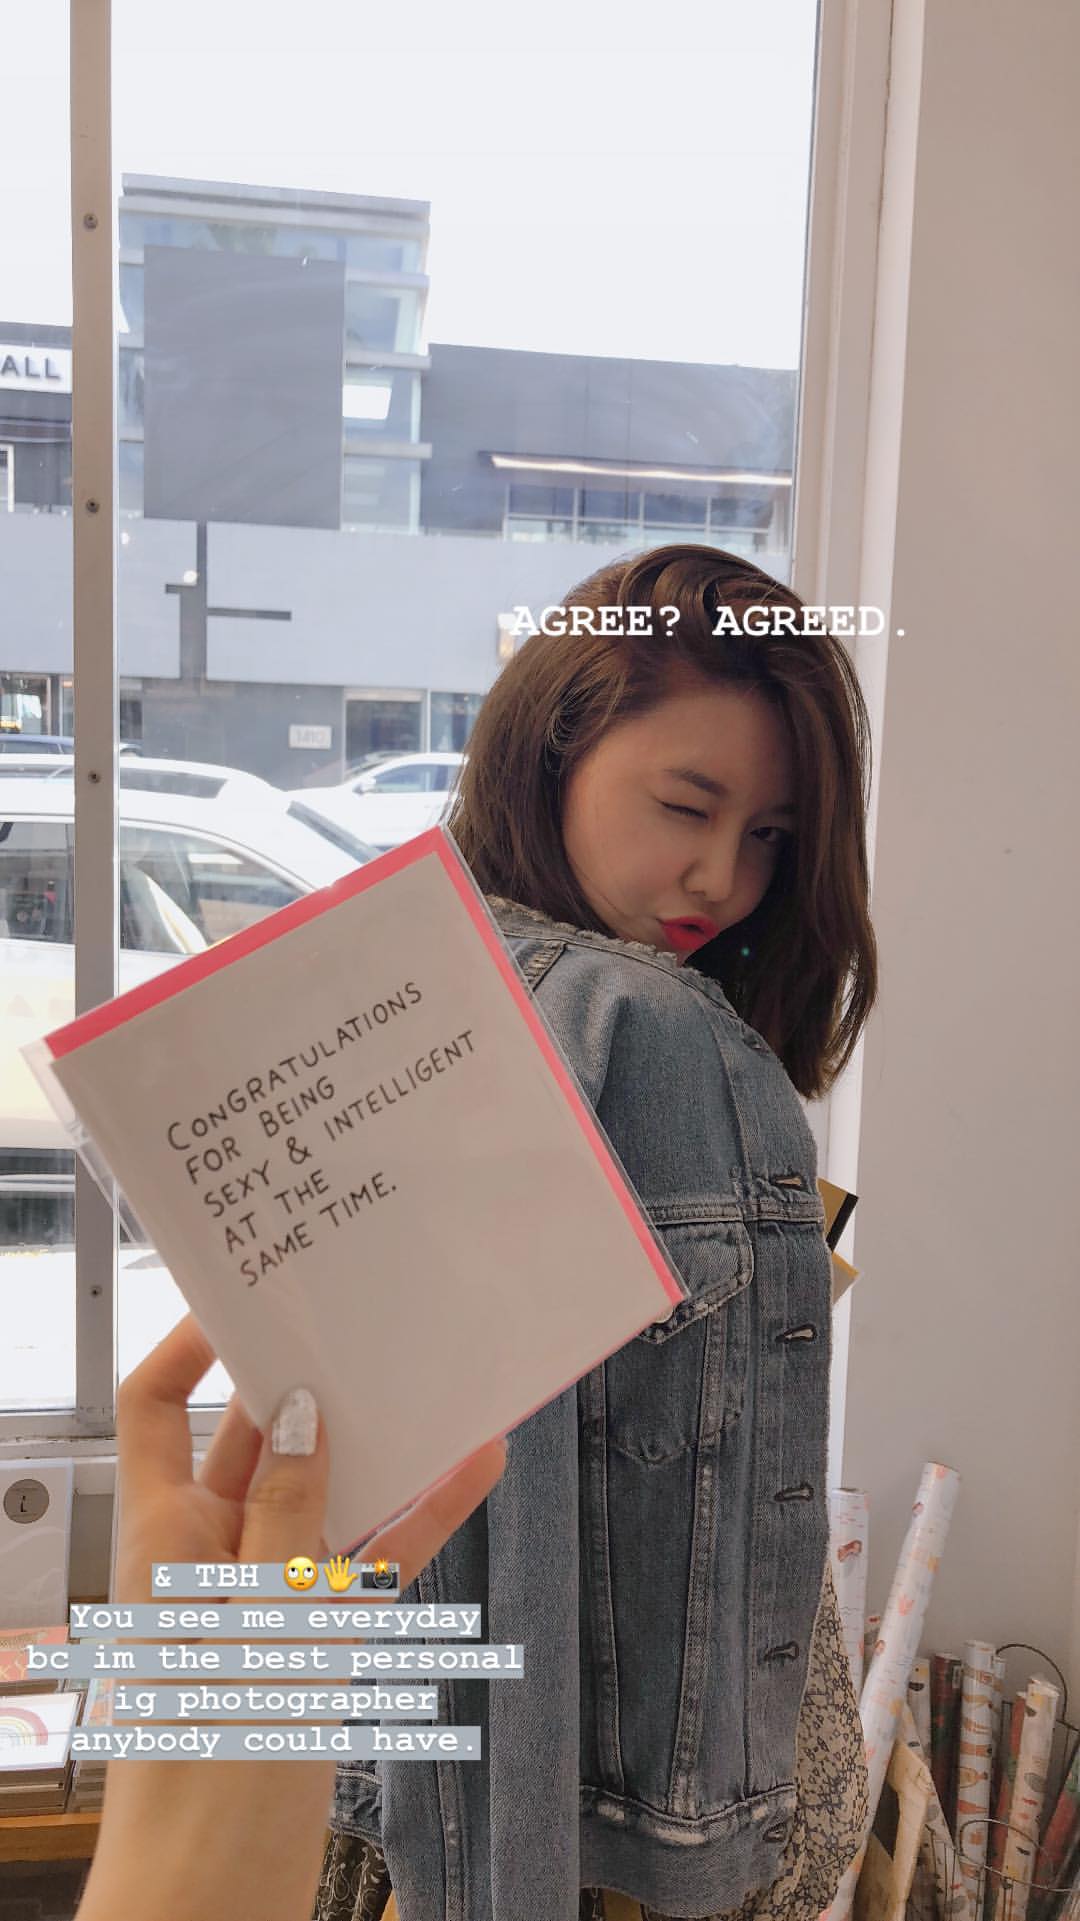 ALL
AGREE? AGREED.
CONGRATULATIONS
FOR BEING
SEXY & INTELLIGENT
AT THE
SAME TIME.
& TBH 🙄🖐📸
You see me everyday
bc im the best personal
ig photographer
anybody could have.